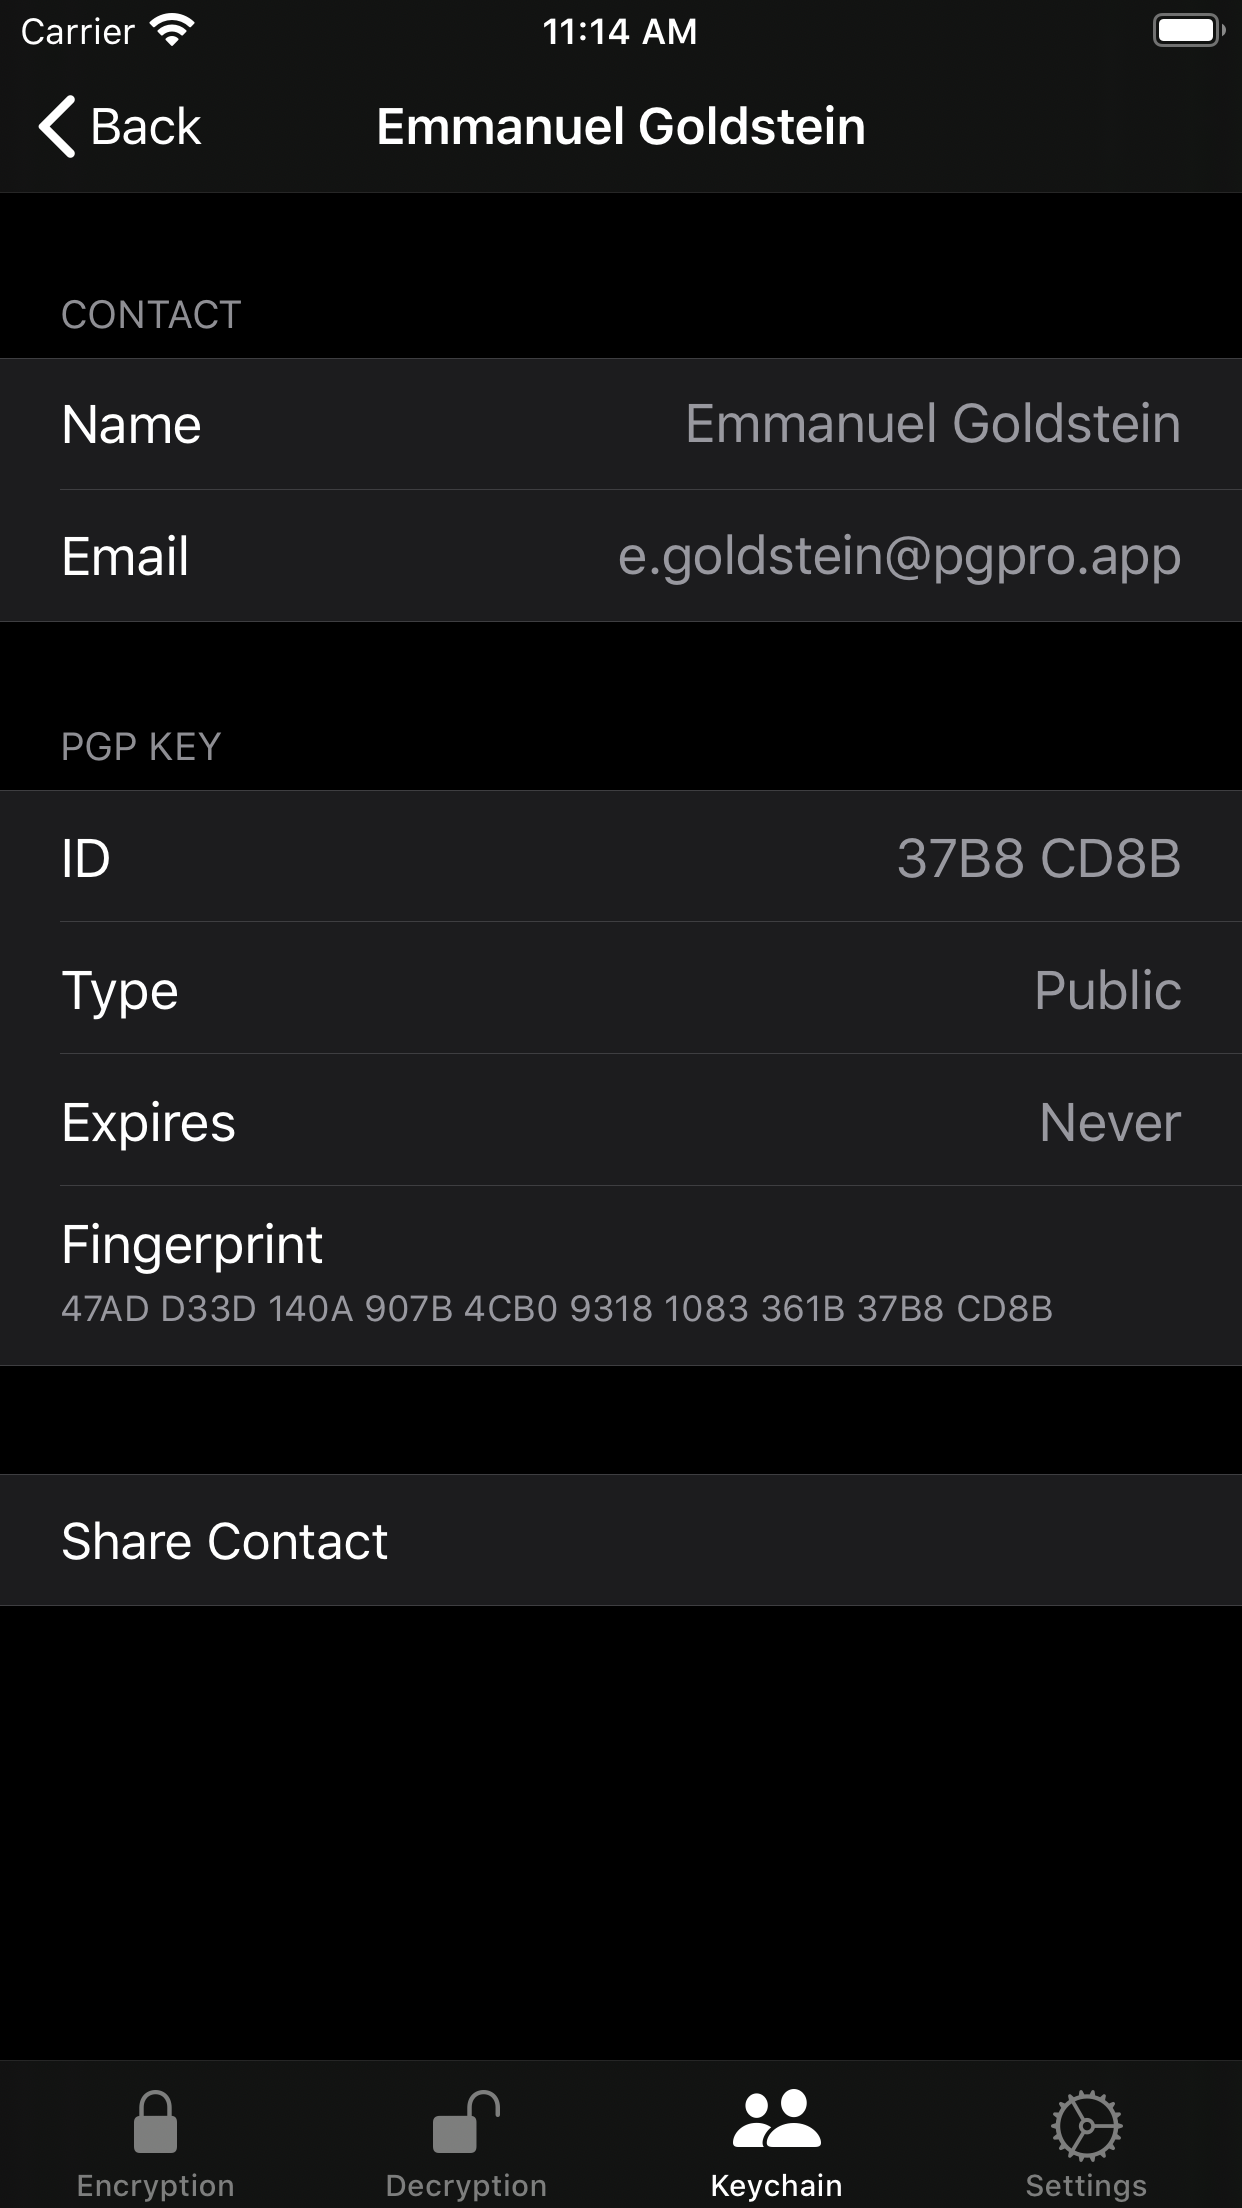 Carrier 11:14 AM
Back Emmanuel Goldstein
CONTACT
Name Emmanuel Goldstein
Email e.goldstein@pgpro.app
PGP KEY
ID 37B8 CD8B
Type Public
Expires Never
Fingerprint
47AD D33D 140A 907B 4CB0 9318 1083 361B 37B8 CD8B
Share Contact
Encryption Decryption Keychain Settings